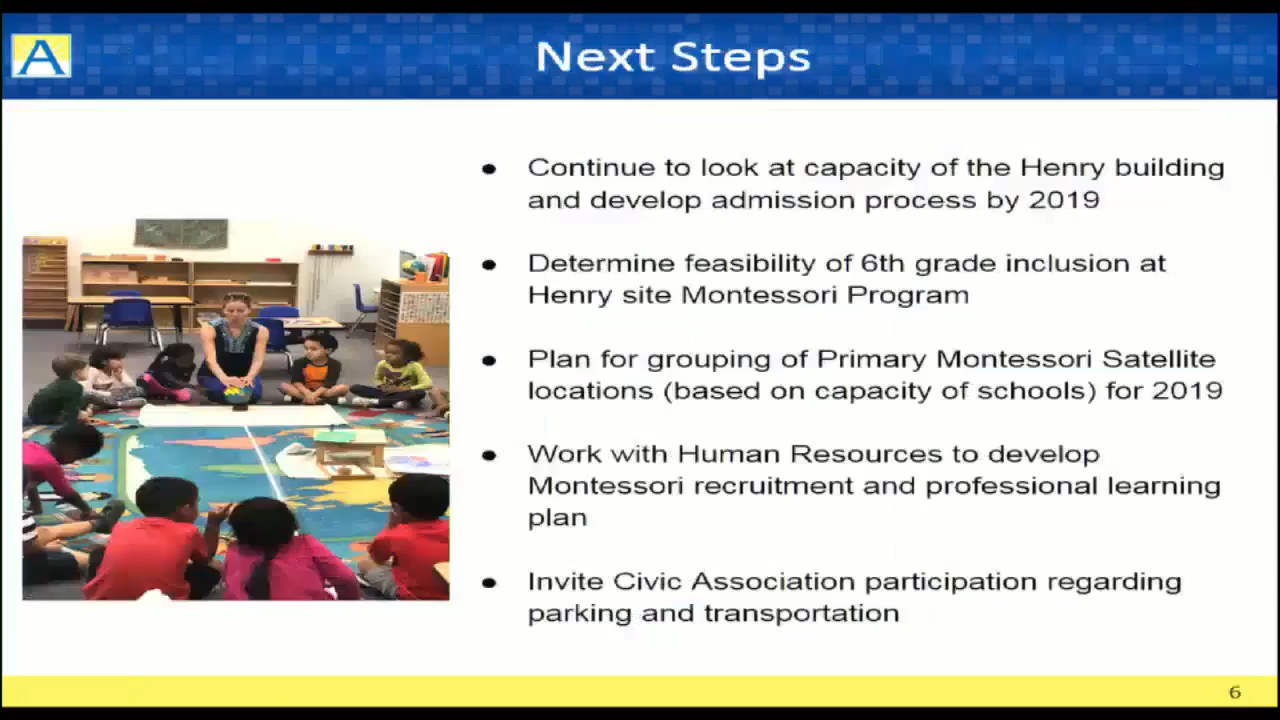 A
Next Steps
● Continue to look at capacity of the Henry building
and develop admission process by 2019
● Determine feasibility of 6th grade inclusion at
Henry site Montessori Program
● Plan for grouping of Primary Montessori Satellite
locations (based on capacity of schools) for 2019
● Work with Human Resources to develop
Montessori recruitment and professional learning
plan
● Invite Civic Association participation regarding
parking and transportation
6